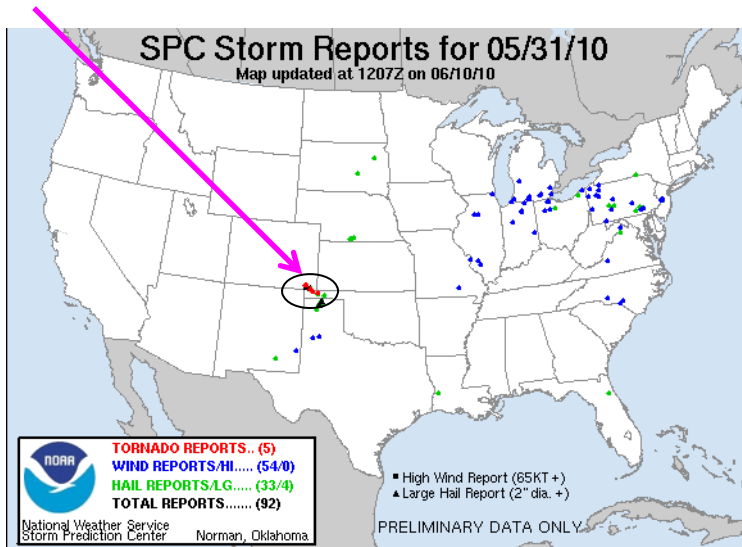 SPC Storm Reports for 05/31/10
Map updated at 1207Z on 06/10/10
NOAA
TORNADO REPORTS.. (5)
WIND REPORTS/HI..... (54/0)
HAIL REPORTS/LG..... (33/4)
TOTAL REPORTS....... (92)
National Weather Service
Storm Prediction Center Norman, Oklahoma
High Wind Report (65KT +)
Large Hail Report (2" dia. +)
PRELIMINARY DATA ONLY